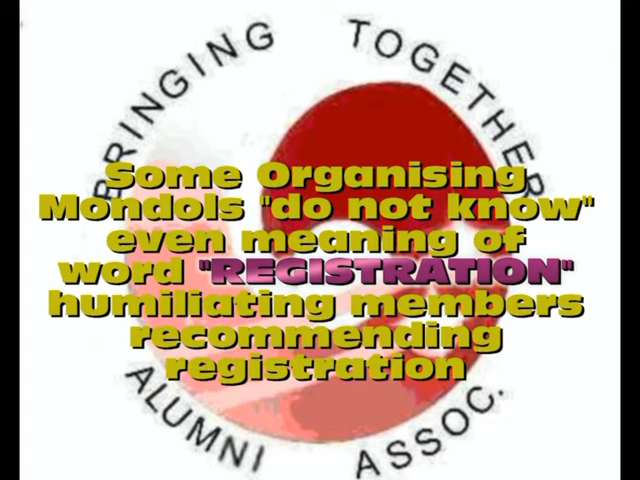 BRINGING TOGETHER
Some Organising
Mondols "do not know"
even meaning of
word "REGISTRATION"
humiliating members
recommending
registration
ALUMNI ASSOC.